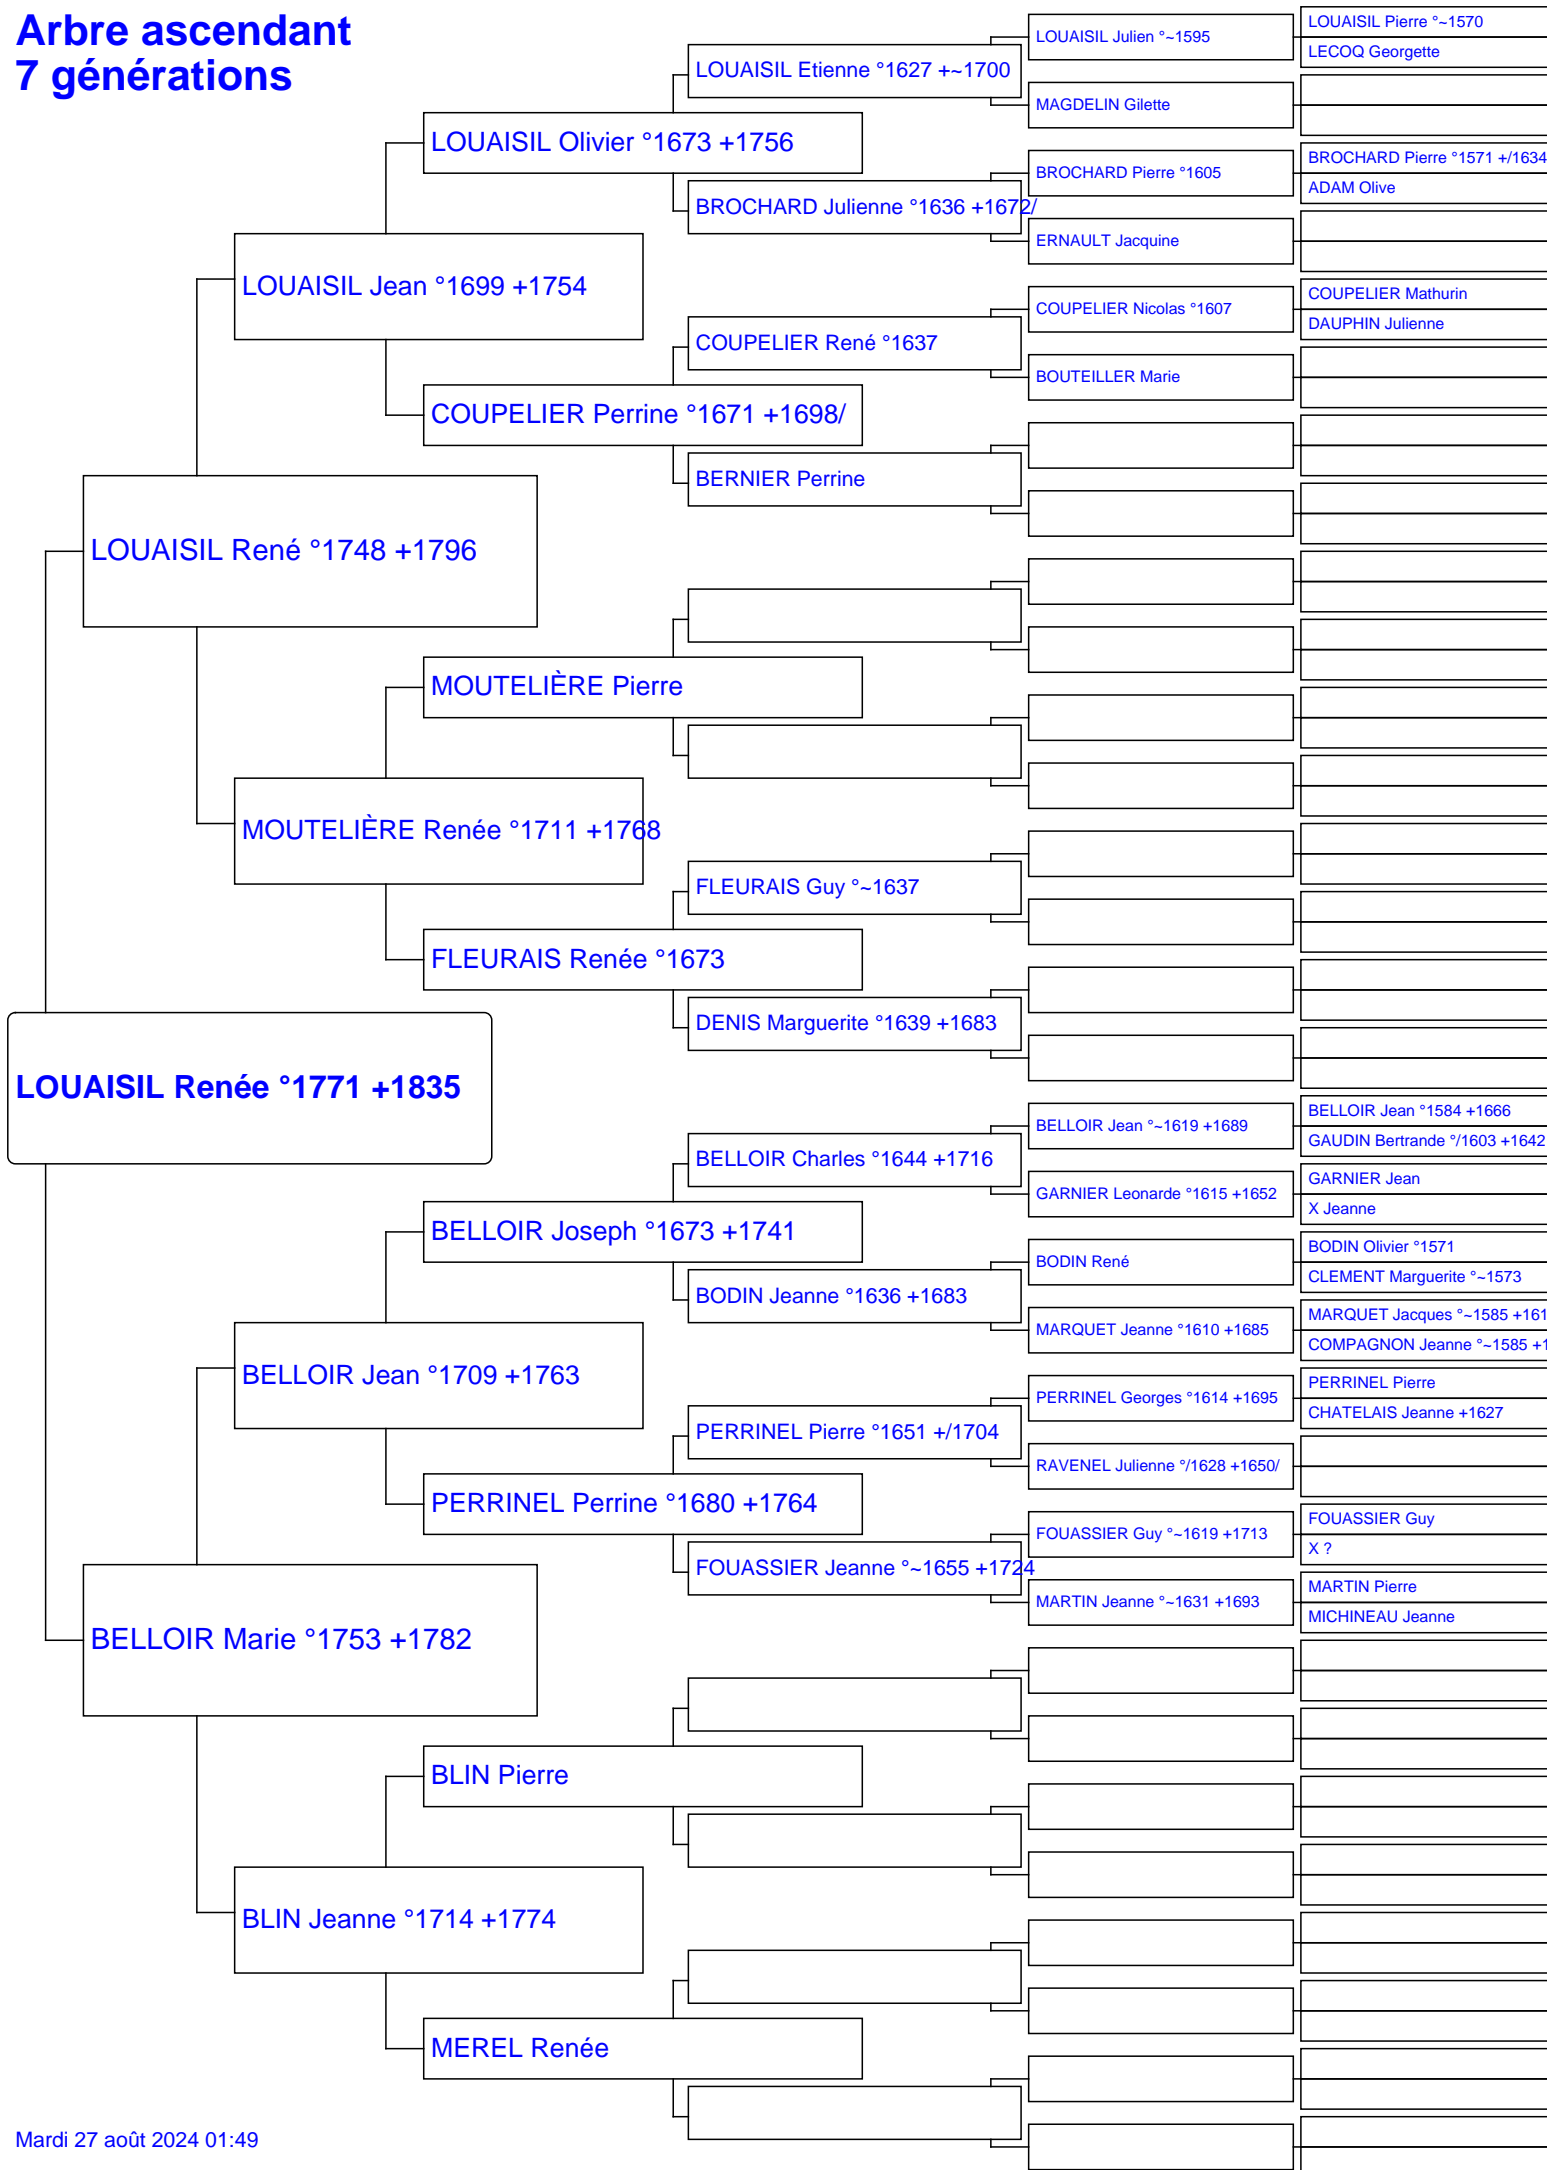 Arbre ascendant
7 générations
LOUAISIL Renée °1771 +1835
LOUAISIL René °1748 +1796
BELLOIR Marie °1753 +1782
LOUAISIL Jean °1699 +1754
MOUTELIÈRE Renée °1711 +1768
BELLOIR Jean °1709 +1763
BLIN Jeanne °1714 +1774
LOUAISIL Olivier °1673 +1756
COUPELIER Perrine °1671 +1698/
MOUTELIÈRE Pierre
FLEURAIS Renée °1673
BELLOIR Joseph °1673 +1741
PERRINEL Perrine °1680 +1764
BLIN Pierre
MEREL Renée
LOUAISIL Etienne °1627 +~1700
BROCHARD Julienne °1636 +1672/
COUPELIER René °1637
BERNIER Perrine
FLEURAIS Guy °~1637
DENIS Marguerite °1639 +1683
BELLOIR Charles °1644 +1716
BODIN Jeanne °1636 +1683
PERRINEL Pierre °1651 +/1704
FOUASSIER Jeanne °~1655 +1724
LOUAISIL Julien °~1595
MAGDELIN Gilette
BROCHARD Pierre °1605
ERNAULT Jacquine
COUPELIER Nicolas °1607
BOUTEILLER Marie
BELLOIR Jean °~1619 +1689
GARNIER Leonarde °1615 +1652
BODIN René
MARQUET Jeanne °1610 +1685
PERRINEL Georges °1614 +1695
RAVENEL Julienne °/1628 +1650/
FOUASSIER Guy °~1619 +1713
MARTIN Jeanne °~1631 +1693
LOUAISIL Pierre °~1570
LECOQ Georgette
BROCHARD Pierre °1571 +/1634
ADAM Olive
COUPELIER Mathurin
DAUPHIN Julienne
BELLOIR Jean °1584 +1666
GAUDIN Bertrande °/1603 +1642
GARNIER Jean
X Jeanne
BODIN Olivier °1571
CLEMENT Marguerite °~1573
MARQUET Jacques °~1585 +161
COMPAGNON Jeanne °~1585 +1
PERRINEL Pierre
CHATELAIS Jeanne +1627
FOUASSIER Guy
X ?
MARTIN Pierre
MICHINEAU Jeanne
Mardi 27 août 2024 01:49